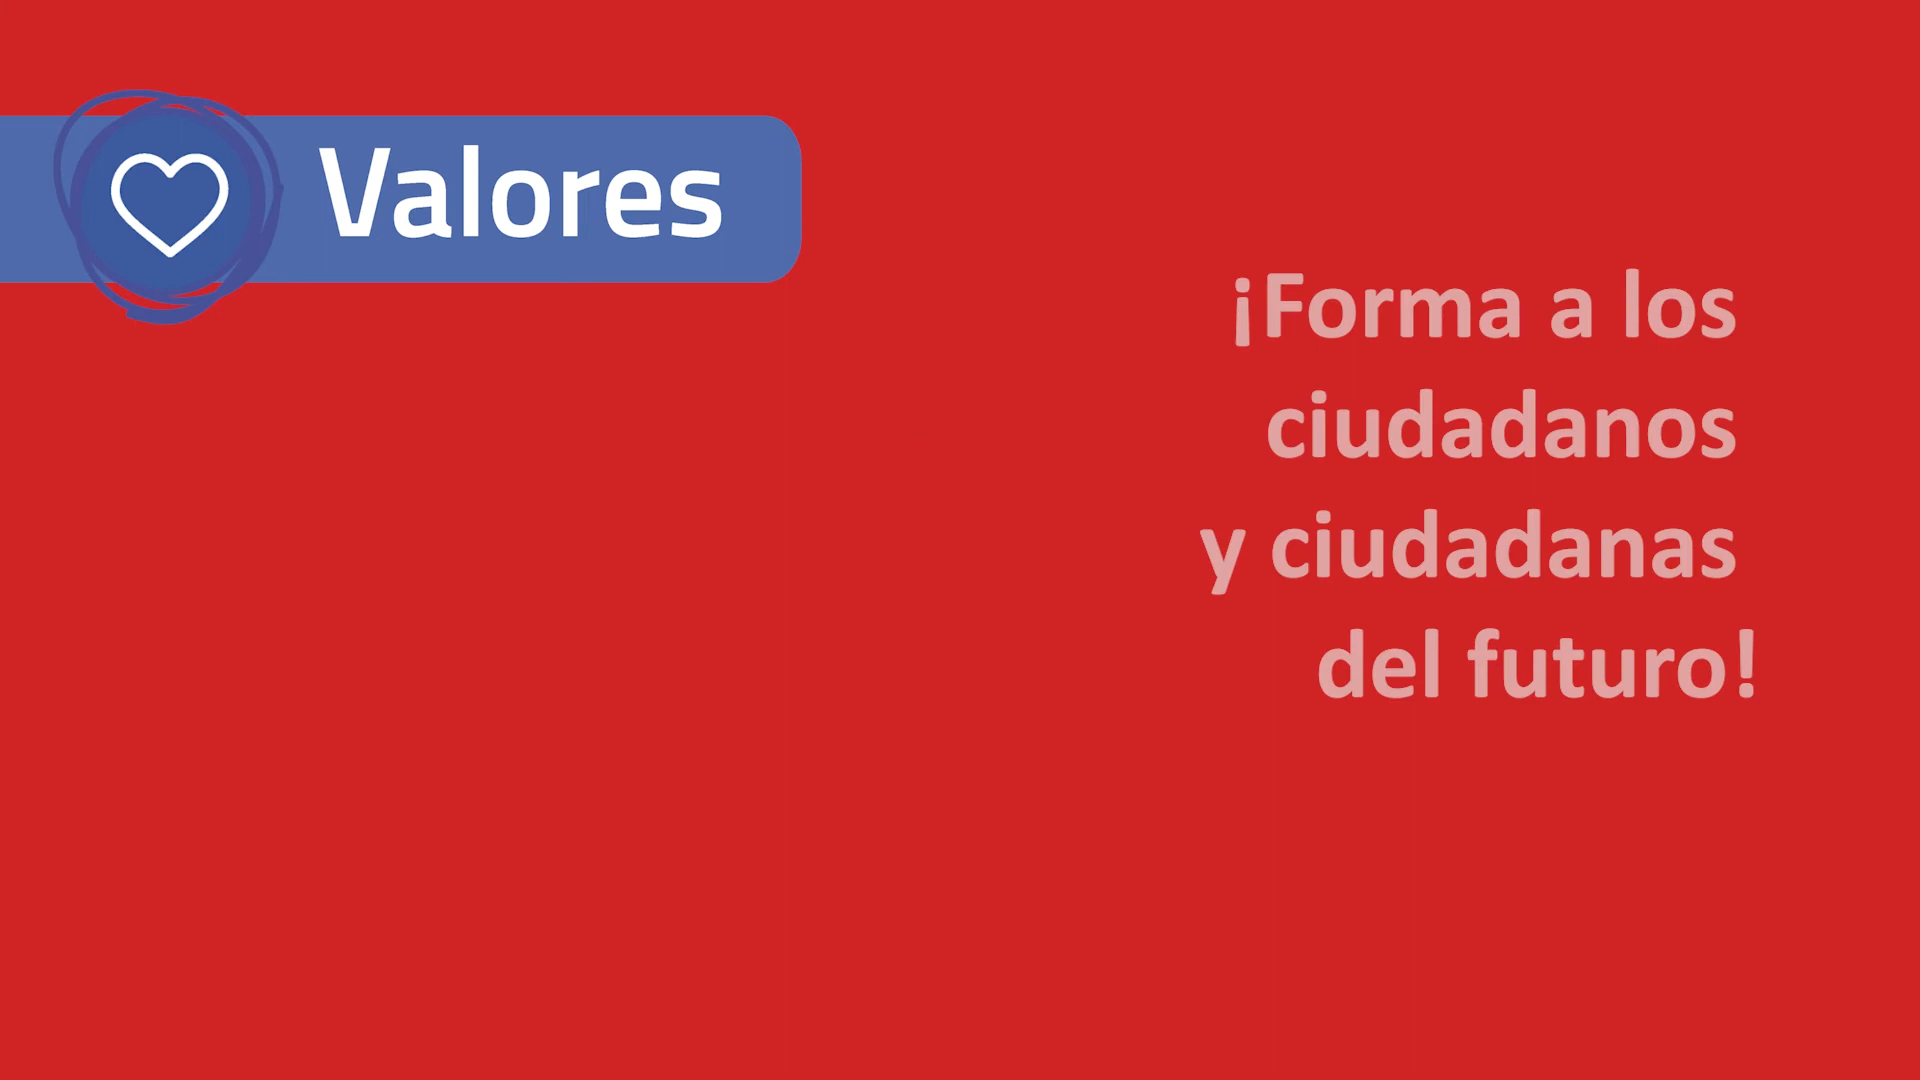 Valores
¡Forma a los
ciudadanos
y ciudadanas
del futuro!